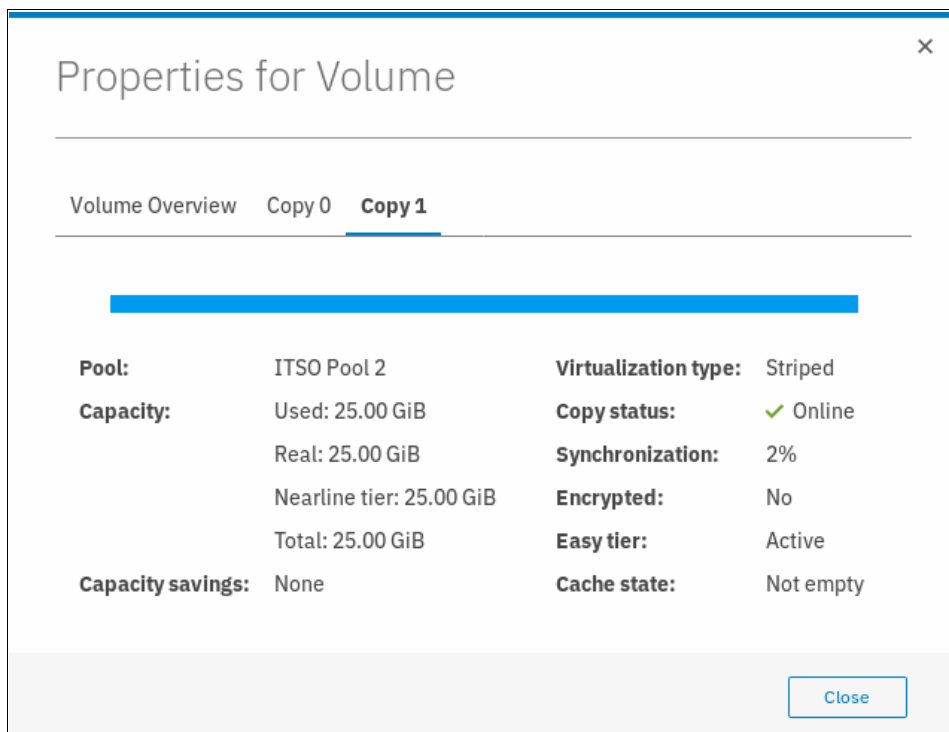 Properties for Volume
Volume Overview Copy 0 Copy 1
Pool: ITSO Pool 2 Virtualization type: Striped
Capacity: Used: 25.00 GiB Copy status: Online
Real: 25.00 GiB Synchronization: 2%
Nearline tier: 25.00 GiB Encrypted: No
Total: 25.00 GiB Easy tier: Active
Capacity savings: None Cache state: Not empty
Close